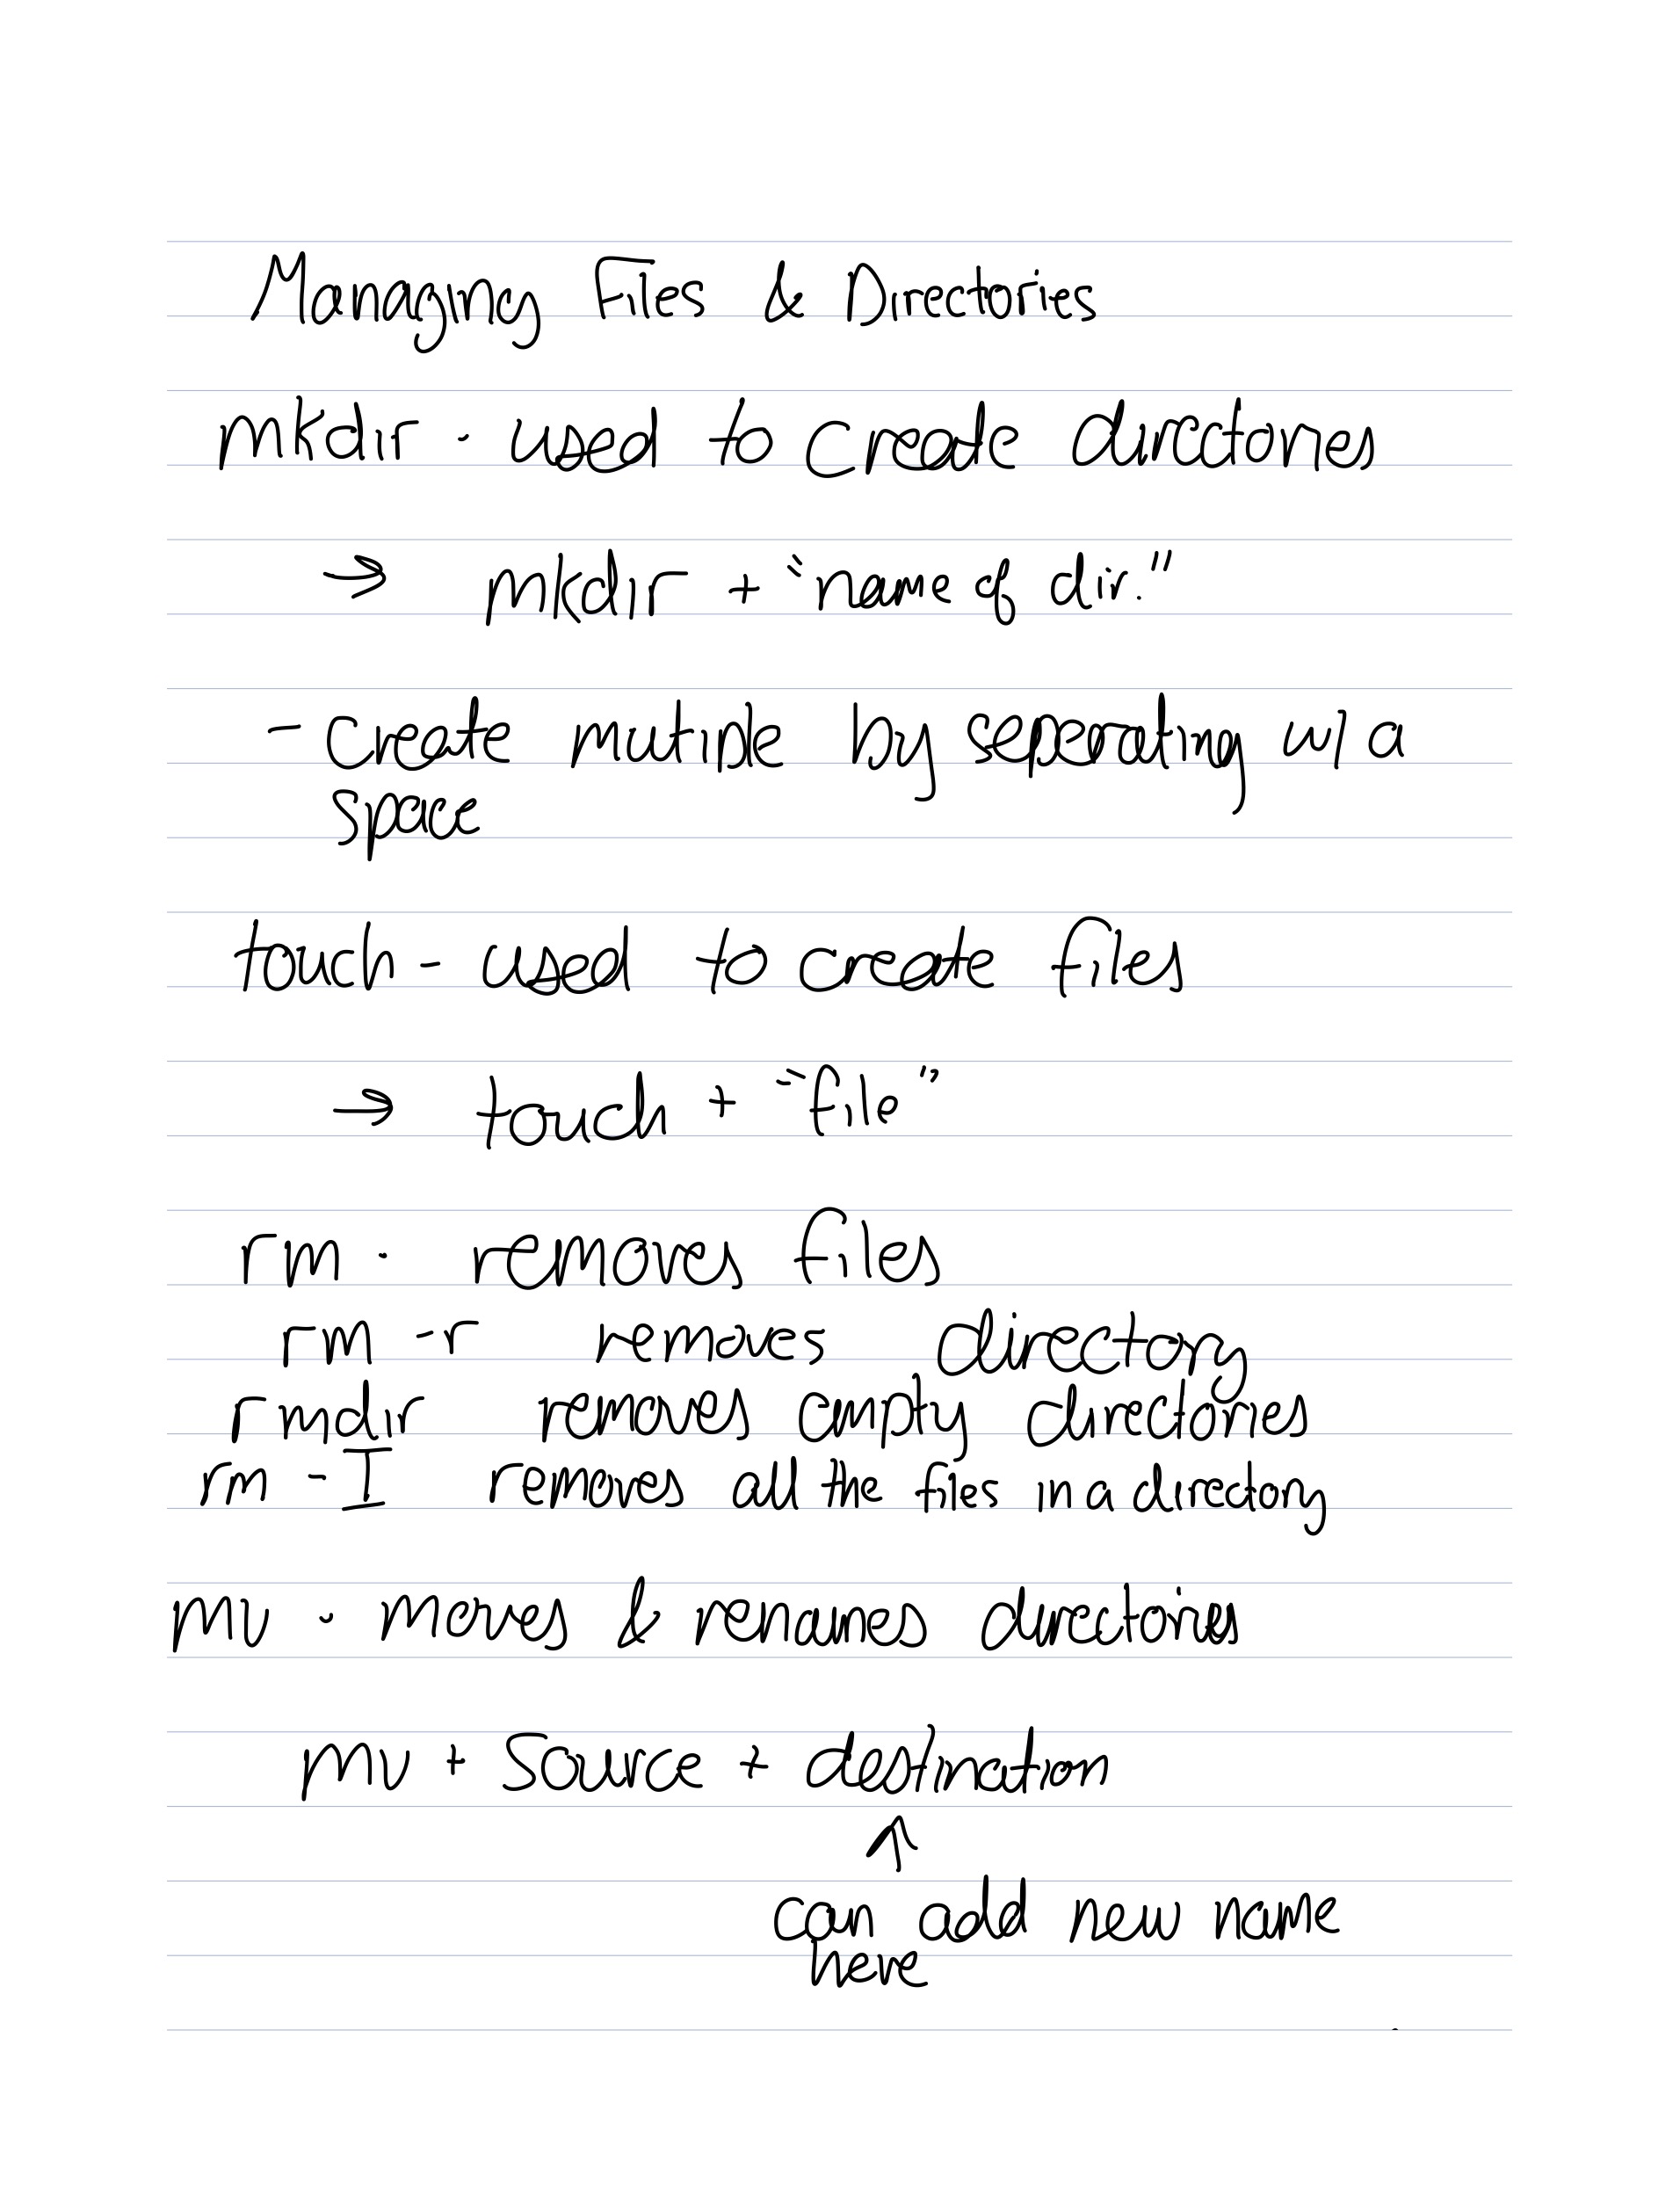 Managing Files & Directories
mkdir - used to create directories
→ mkdir + "name of dir."
- Create multiple by seperating w/ a
space
touch - used to create files
→ touch + "file"
rm - removes files
rm -r removes directory
rmdir removes empty directories
rm -I removes all the files in a directory
mv - moves & renames directories
mv + Source + destination
↑
can add new name
here